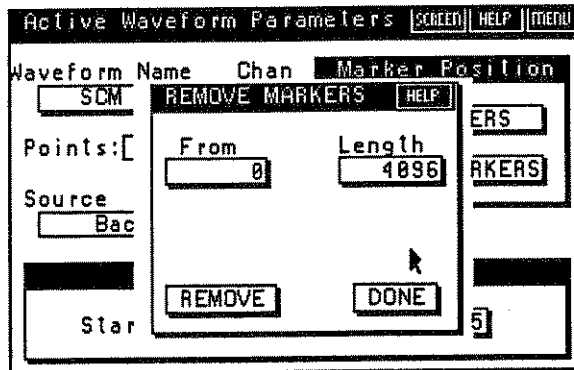 Active Waveform Parameters SCREEN HELP MENU
Waveform Name Chan Marker Position
SCM REMOVE MARKERS HELP
ERS
Points: From Length
0 4096 RKERS
Source
Bac
REMOVE DONE
Star 5